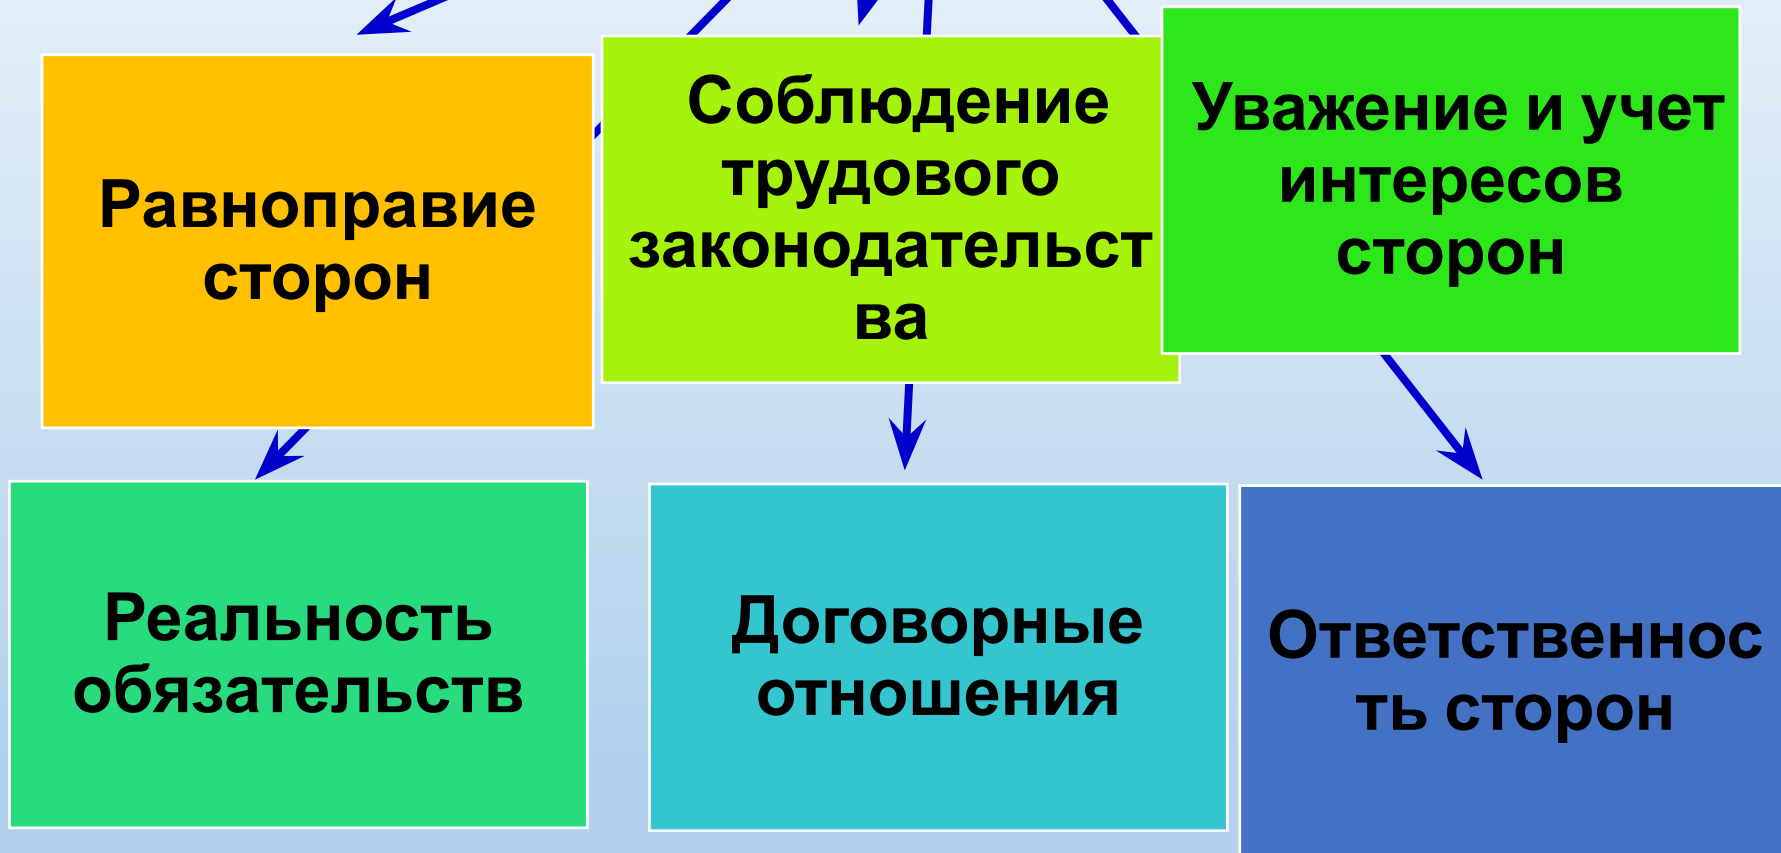 Равноправие
сторон
Соблюдение
трудового
законодательст
ва
Уважение и учет
интересов
сторон
Реальность
обязательств
Договорные
отношения
Ответственнос
ть сторон